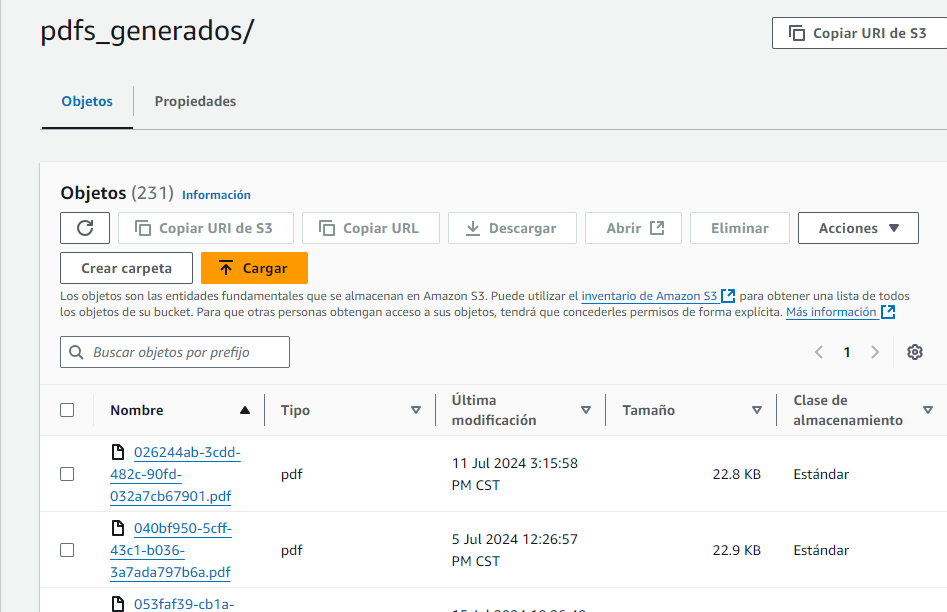 pdfs_generados/
Copiar URI de S3
Objetos Propiedades
Objetos (231) Información
Copiar URI de S3 Copiar URL Descargar Abrir Eliminar Acciones
Crear carpeta Cargar
Los objetos son las entidades fundamentales que se almacenan en Amazon S3. Puede utilizar el inventario de Amazon S3 para obtener una lista de todos
los objetos de su bucket. Para que otras personas obtengan acceso a sus objetos, tendrá que concederles permisos de forma explícita. Más información
Buscar objetos por prefijo
1
Nombre Tipo Última modificación Tamaño Clase de almacenamiento
026244ab-3cdd-
482c-90fd-
032a7cb67901.pdf
pdf
11 Jul 2024 3:15:58
PM CST
22.8 KB
Estándar
040bf950-5cff-
43c1-b036-
3a7ada797b6a.pdf
pdf
5 Jul 2024 12:26:57
PM CST
22.9 KB
Estándar
053faf39-cb1a-